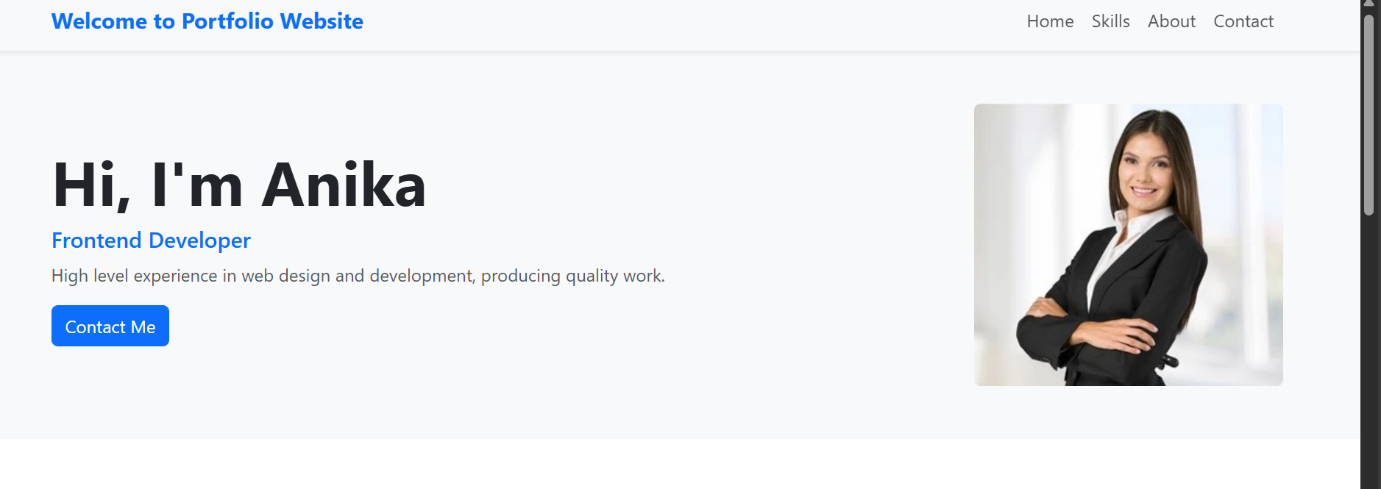 Welcome to Portfolio Website
Home Skills About Contact
Hi, I'm Anika
Frontend Developer
High level experience in web design and development, producing quality work.
Contact Me